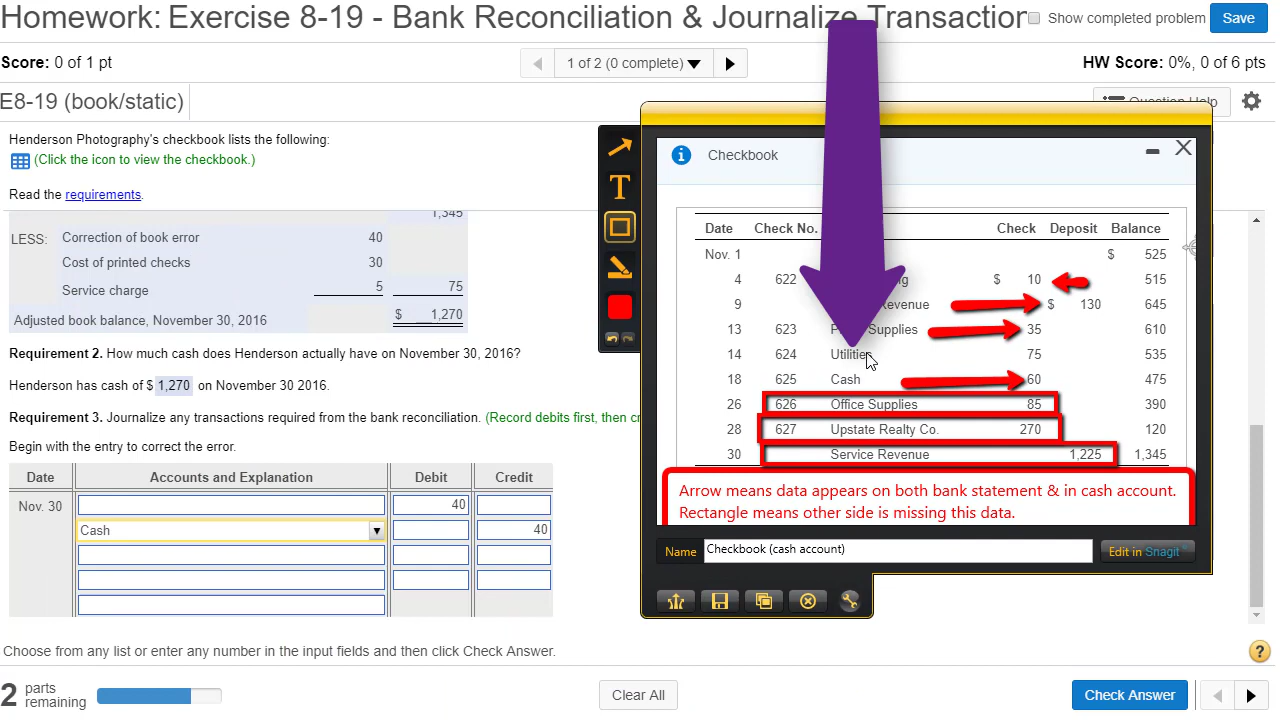 Homework: Exercise 8-19 - Bank Reconciliation & Journalize Transaction
Show completed problem
Save
Score: 0 of 1 pt
1 of 2 (0 complete)
HW Score: 0%, 0 of 6 pts
E8-19 (book/static)
Question Help
Henderson Photography's checkbook lists the following:
(Click the icon to view the checkbook.)
Read the requirements.
1,345
LESS: Correction of book error 40
Cost of printed checks 30
Service charge 5 75
Adjusted book balance, November 30, 2016 $ 1,270
Requirement 2. How much cash does Henderson actually have on November 30, 2016?
Henderson has cash of $ 1,270 on November 30 2016.
Requirement 3. Journalize any transactions required from the bank reconciliation. (Record debits first, then cr
Begin with the entry to correct the error.
Date Accounts and Explanation Debit Credit
Nov. 30 40
Cash 40
T
Checkbook
Date Check No. Check Deposit Balance
Nov. 1 $ 525
4 622 $ 10 515
9 Revenue $ 130 645
13 623 Supplies 35 610
14 624 Utilities 75 535
18 625 Cash 60 475
26 626 Office Supplies 85 390
28 627 Upstate Realty Co. 270 120
30 Service Revenue 1,225 1,345
Arrow means data appears on both bank statement & in cash account.
Rectangle means other side is missing this data.
Name Checkbook (cash account) Edit in Snagit
Choose from any list or enter any number in the input fields and then click Check Answer.
?
2 parts
remaining
Clear All
Check Answer